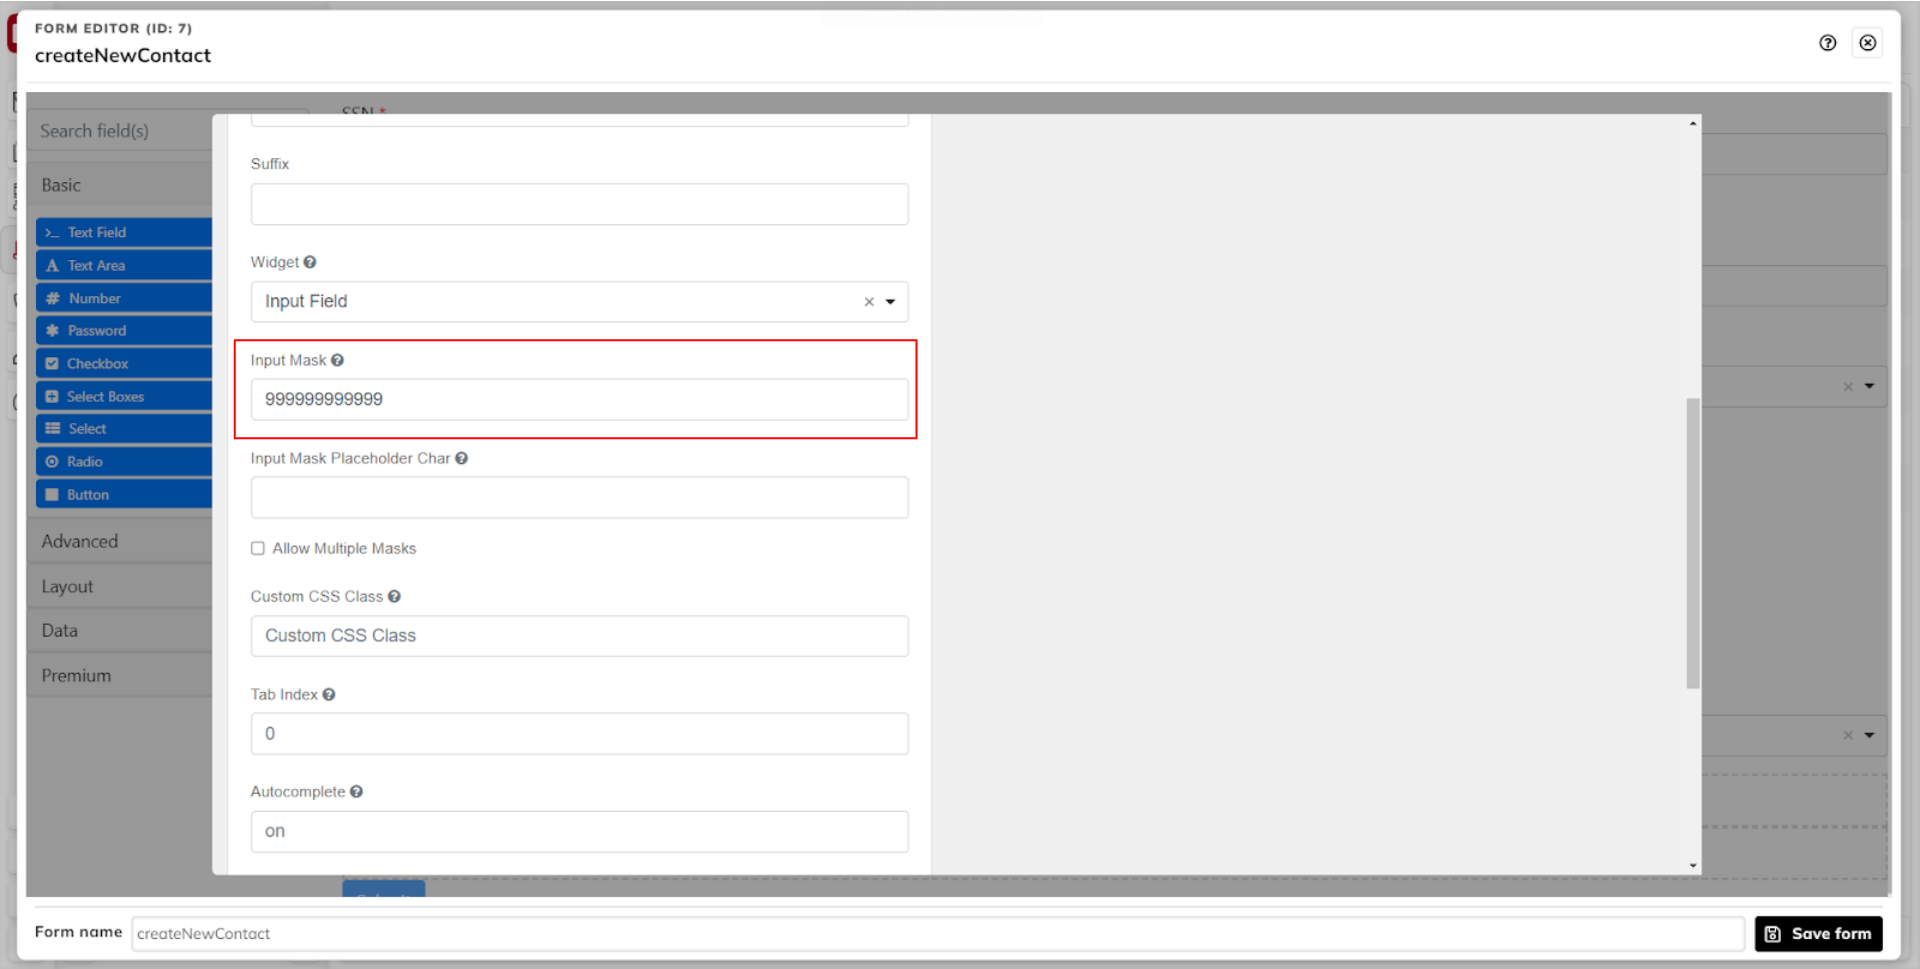 FORM EDITOR (ID: 7)
createNewContact
SSN *
Search field(s)
Basic
Text Field
Text Area
Number
Password
Checkbox
Select Boxes
Select
Radio
Button
Advanced
Layout
Data
Premium
Suffix
Widget
Input Field
Input Mask
999999999999
Input Mask Placeholder Char
Allow Multiple Masks
Custom CSS Class
Custom CSS Class
Tab Index
0
Autocomplete
on
Form name createNewContact
Save form